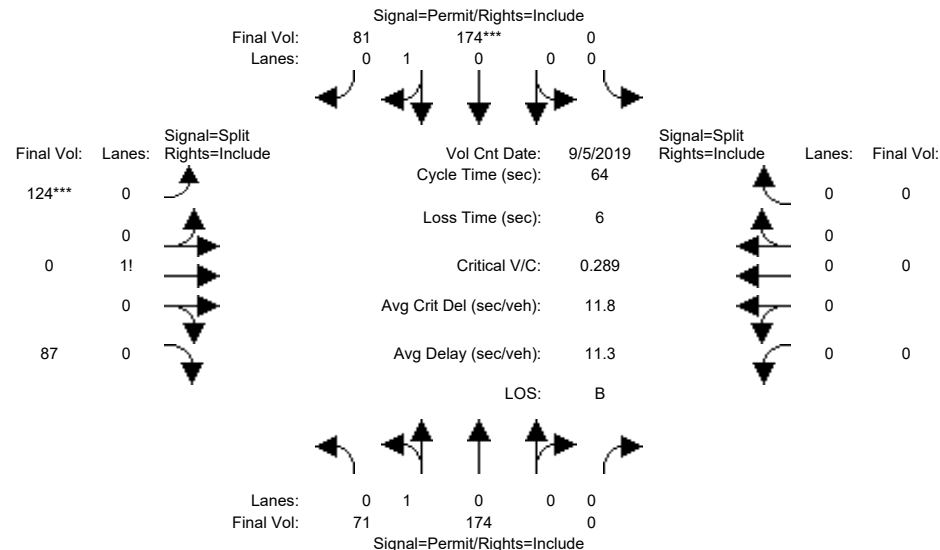 Signal=Permit/Rights=Include
Final Vol: 81 174*** 0
Lanes: 0 1 0 0 0
Signal=Split
Final Vol: Lanes: Rights=Include
Vol Cnt Date: 9/5/2019
Signal=Split
Rights=Include Lanes: Final Vol:
Cycle Time (sec): 64
124*** 0
0 0
Loss Time (sec): 6
0
0
0 1!
Critical V/C: 0.289
0 0
0
Avg Crit Del (sec/veh): 11.8
0
87 0
Avg Delay (sec/veh): 11.3
0 0
LOS: B
Lanes: 0 1 0 0 0
Final Vol: 71 174 0
Signal=Permit/Rights=Include